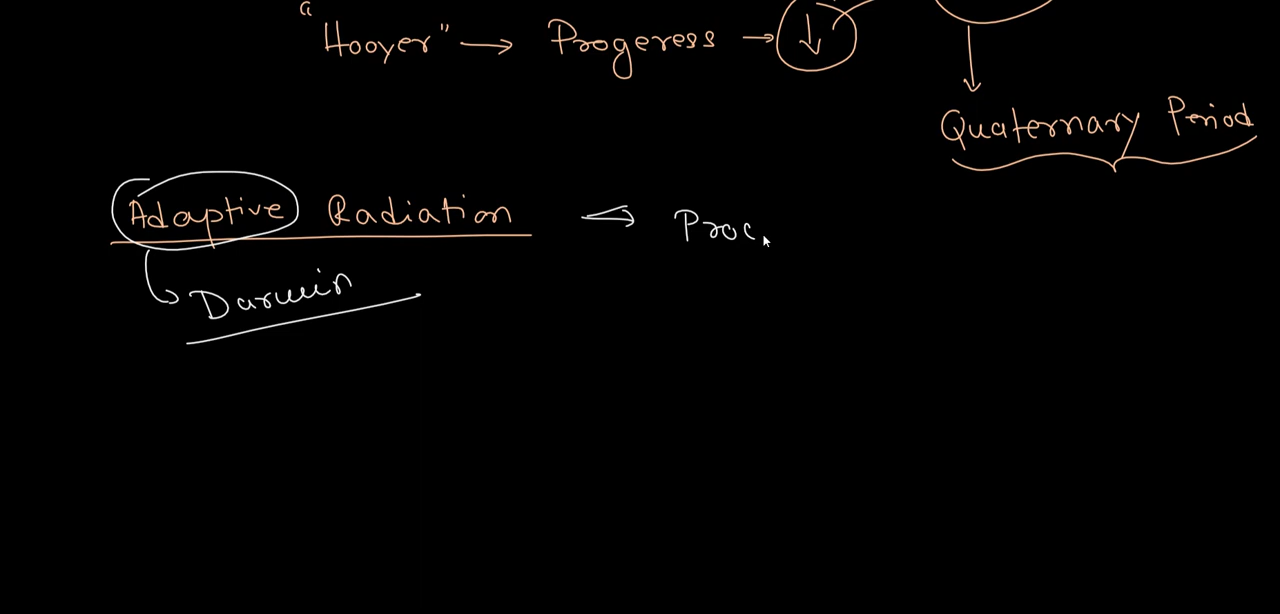 "Hooyer" → Progeress → ↓
Quaternary Period
Adaptive Radiation ⇒ Proc
Darwin